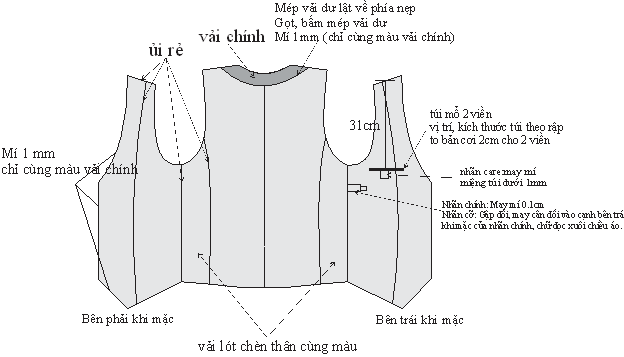 Mép vải dư lật về phía nẹp
Gọt, bấm mép vải dư
Mí 1mm (chỉ cùng màu vải chính)
vải chính
ủi rẽ
31cm
túi mổ 2 viền
vị trí, kích thước túi theo rập
to bản cơi 2cm cho 2 viền
Mí 1 mm
chỉ cùng màu vải chính
nhãn care may mí
miệng túi dưới 1mm
Nhãn chính: May mí 0.1cm
Nhãn cỡ: Gập đôi, may cân đối vào cạnh bên trá
khi mặc của nhãn chính, chữ đọc xuôi chiều áo.
Bên phải khi mặc
Bên trái khi mặc
vải lót chèn thân cùng màu